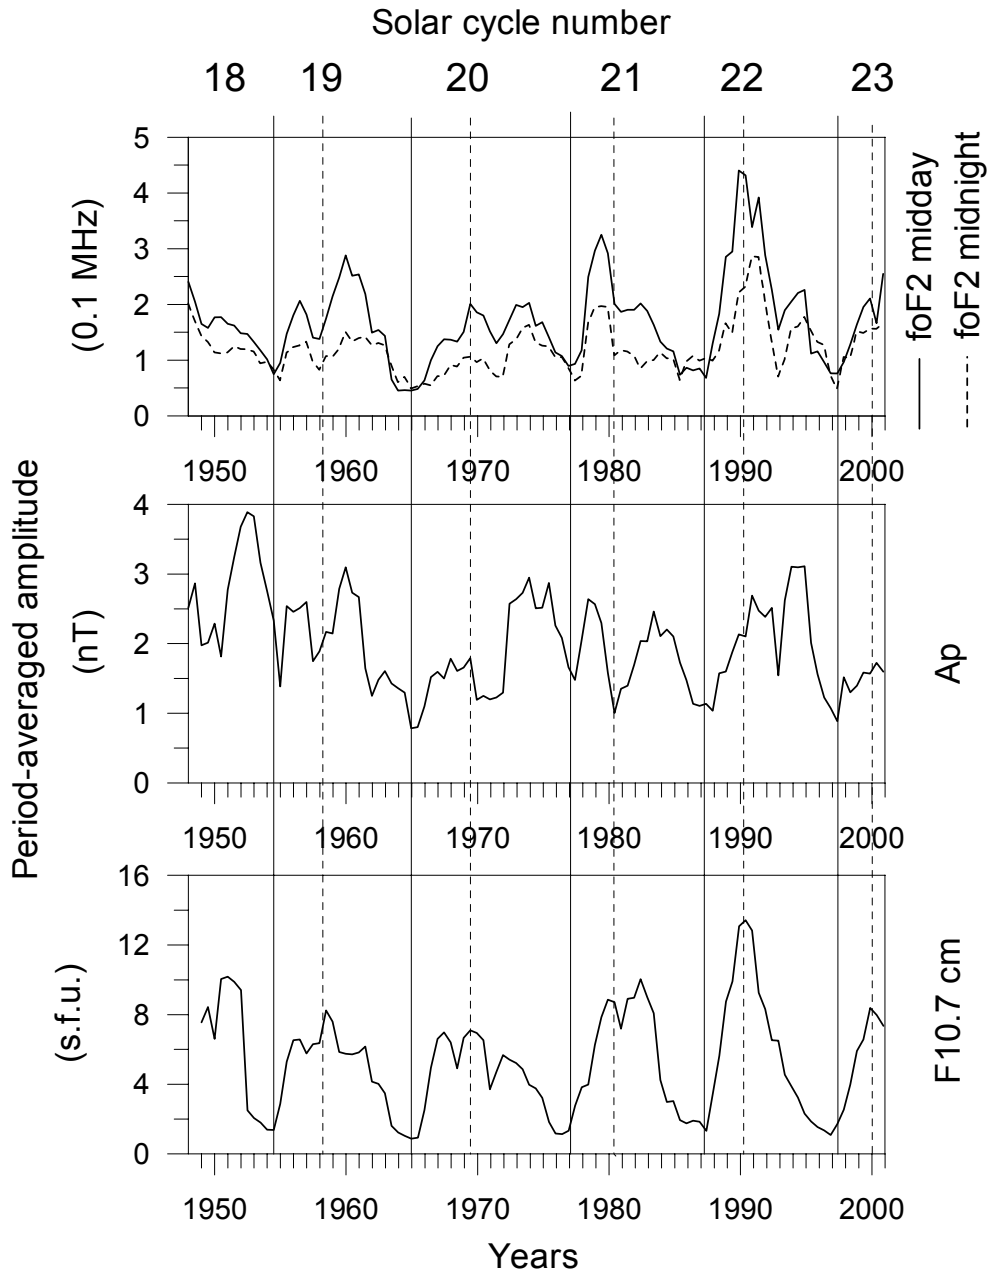 Solar cycle number
18 19 20 21 22 23
5
4
3
2
1
0
(0.1 MHz)
foF2 midday
foF2 midnight
1950 1960 1970 1980 1990 2000
Period-averaged amplitude
4
3
2
1
0
(nT)
Ap
1950 1960 1970 1980 1990 2000
16
12
8
4
0
(s.f.u.)
F10.7 cm
1950 1960 1970 1980 1990 2000
Years